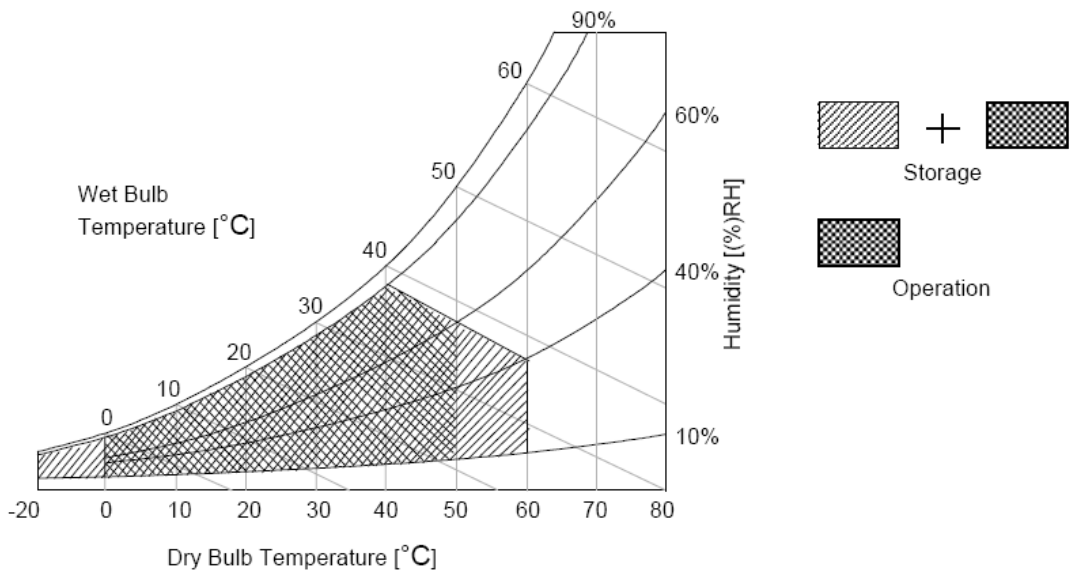 90%
60
60%
50
Wet Bulb
Temperature [°C]
40
40%
30
20
10
0
10%
Humidity [(%)RH]
-20 0 10 20 30 40 50 60 70 80
Dry Bulb Temperature [°C]
+
Storage
Operation